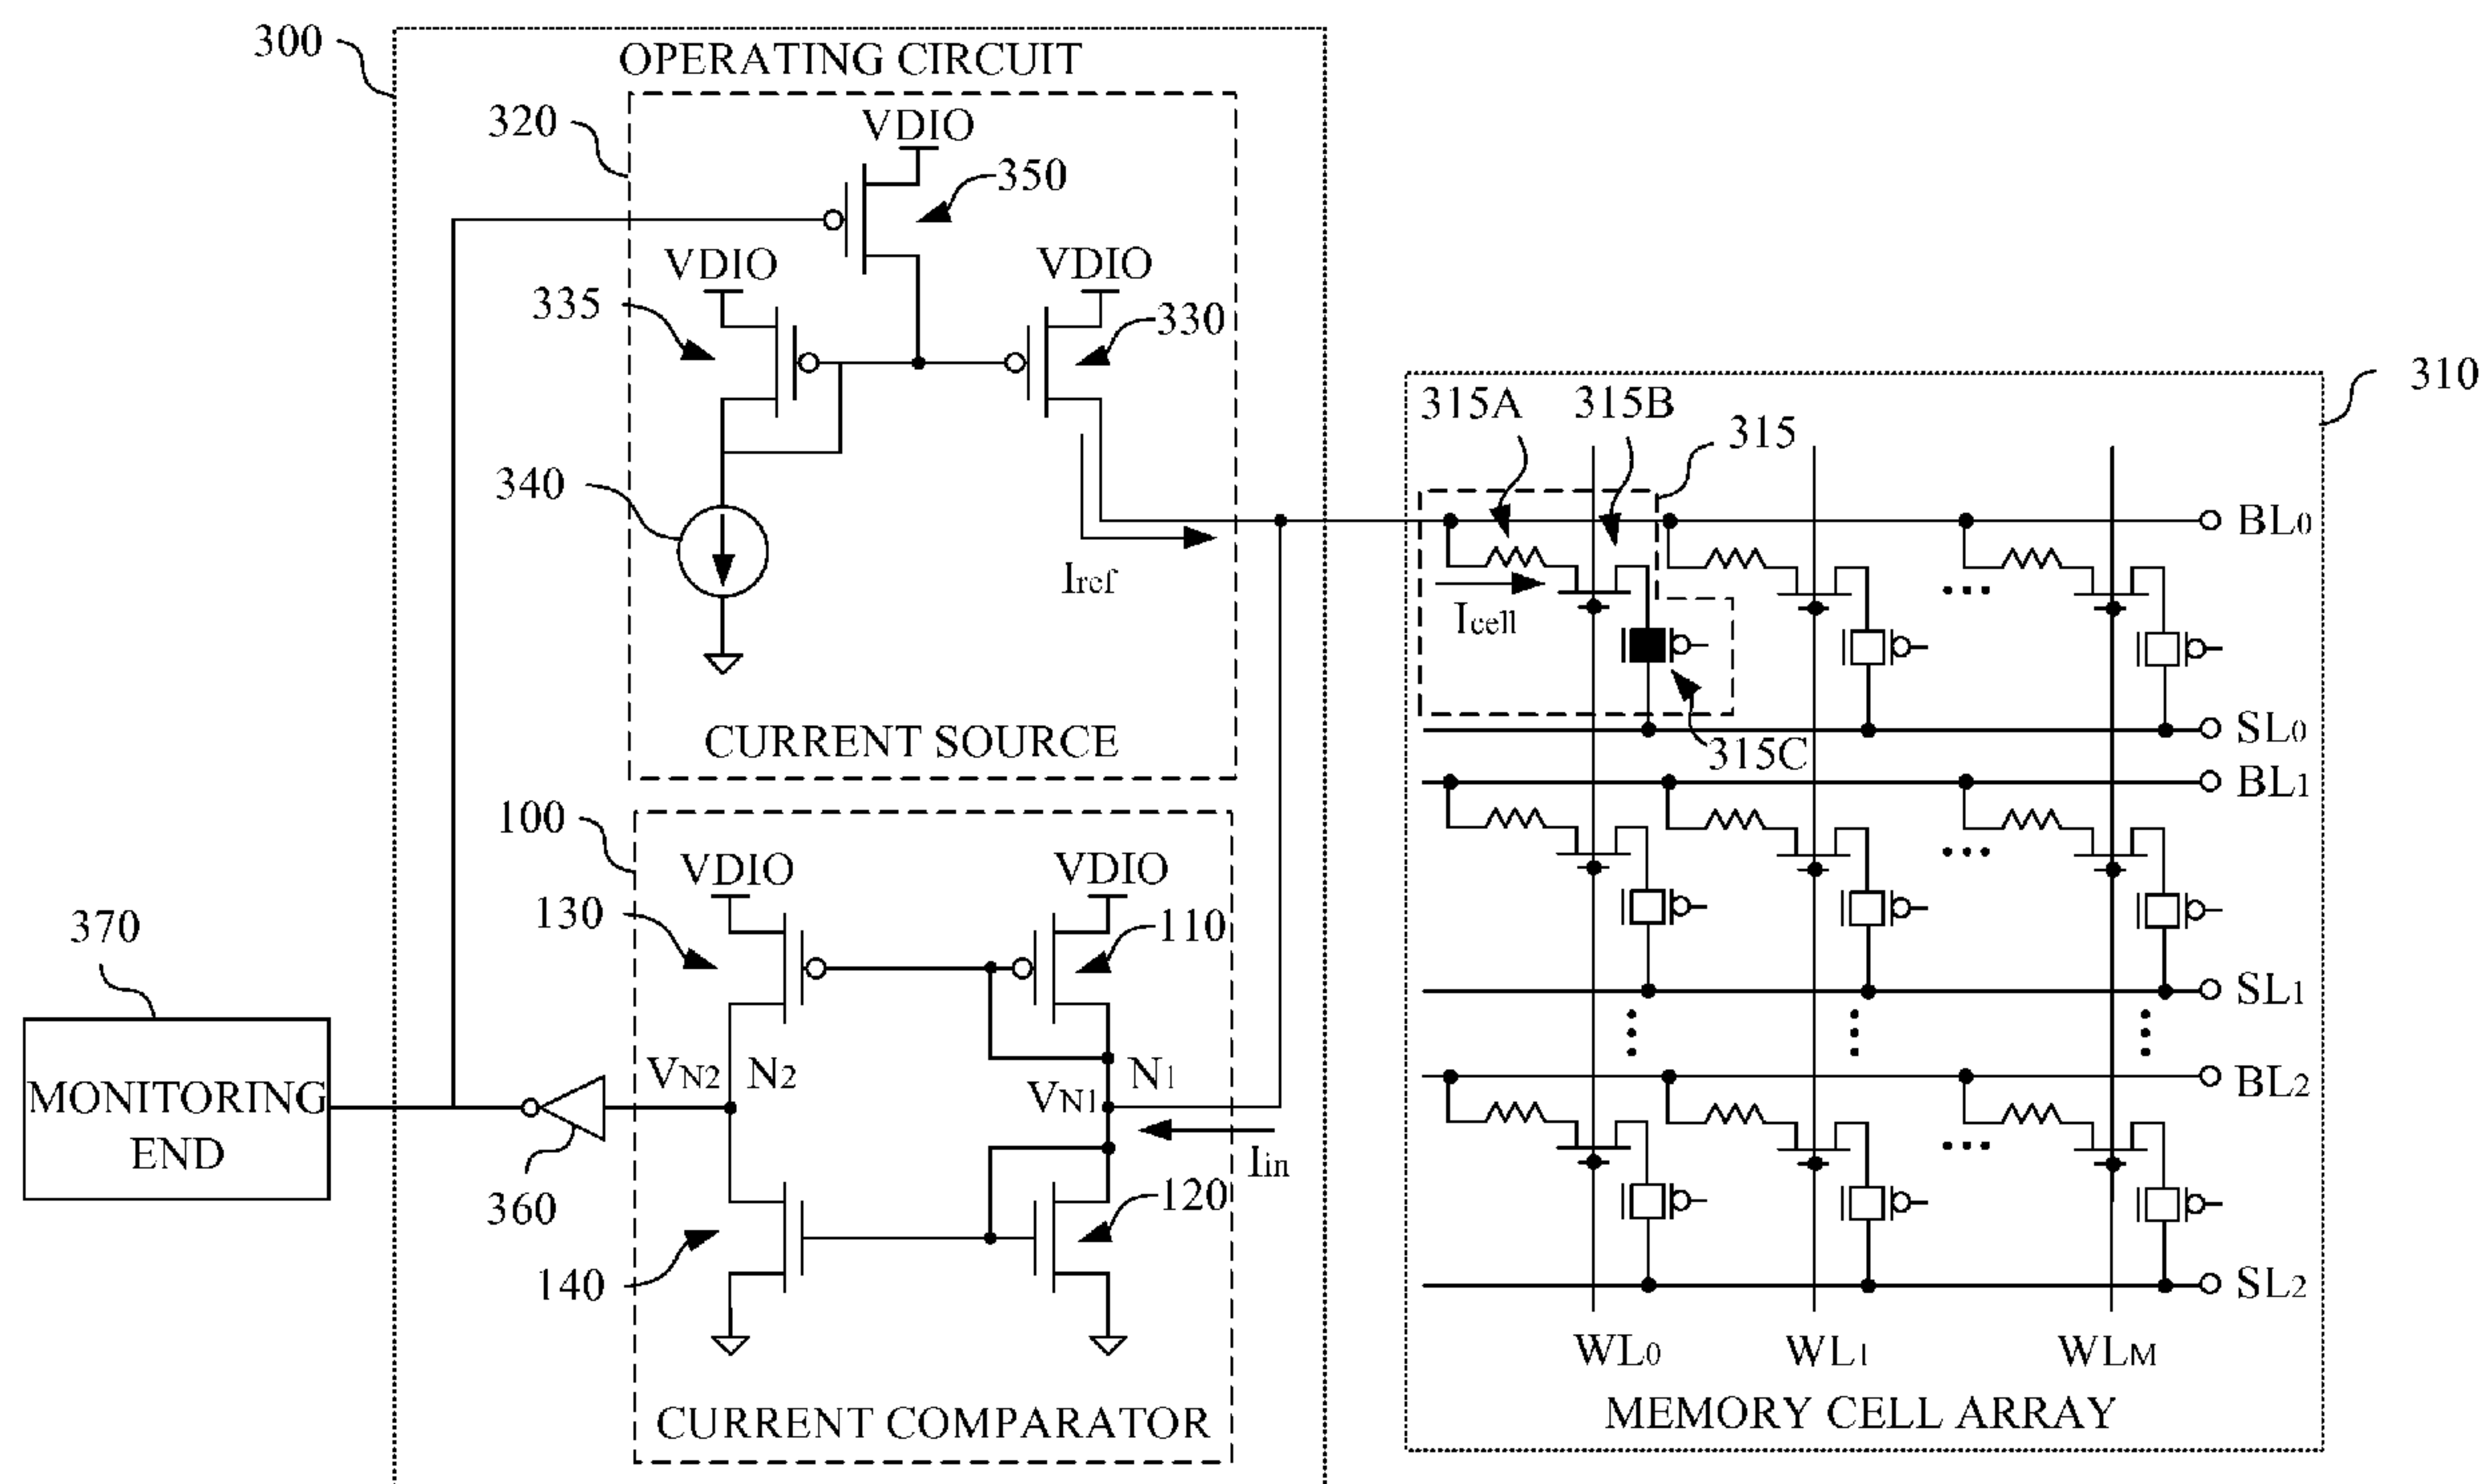 300
OPERATING CIRCUIT
320
VDIO
350
VDIO
VDIO
335
330
340
Iref
CURRENT SOURCE
310
315A
315B
315
BL0
Icell
SL0
315C
BL1
SL1
BL2
SL2
WL0
WL1
WLM
MEMORY CELL ARRAY
100
VDIO
VDIO
130
110
370
MONITORING
END
VN2
N2
VN1
N1
360
Iin
120
140
CURRENT COMPARATOR